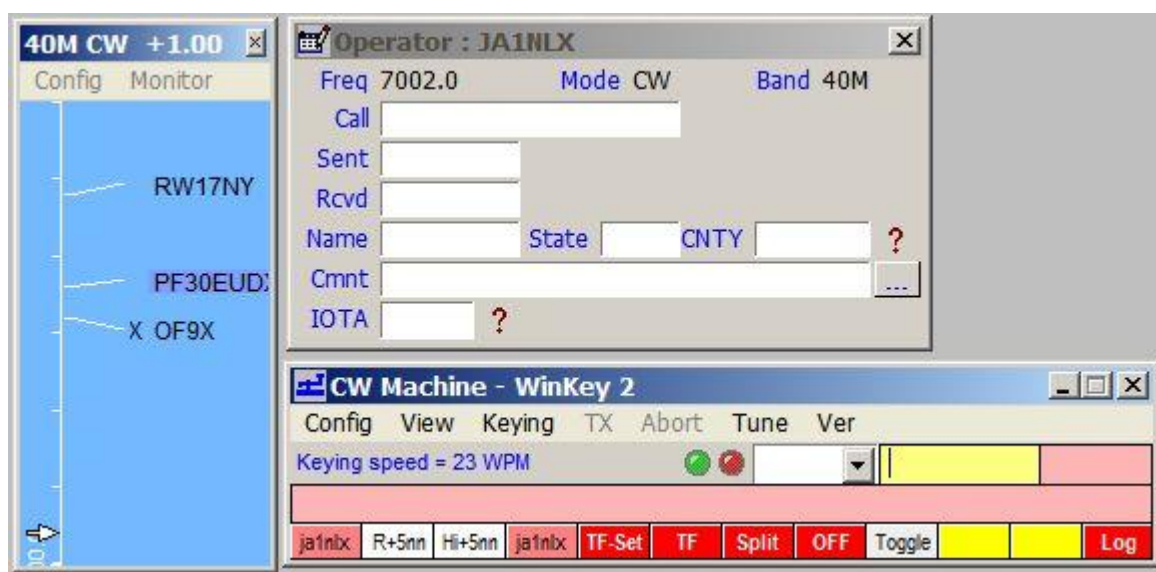 40M CW +1.00
Config Monitor
RW17NY
PF30EUD
X OF9X
Operator : JA1NLX
Freq 7002.0 Mode CW Band 40M
Call
Sent
Rcvd
Name State CNTY ?
Cmnt ...
IOTA ?
CW Machine - WinKey 2
Config View Keying TX Abort Tune Ver
Keying speed = 23 WPM
ja1nlx R+5nn Hi+5nn ja1nlx TF-Set TF Split OFF Toggle Log